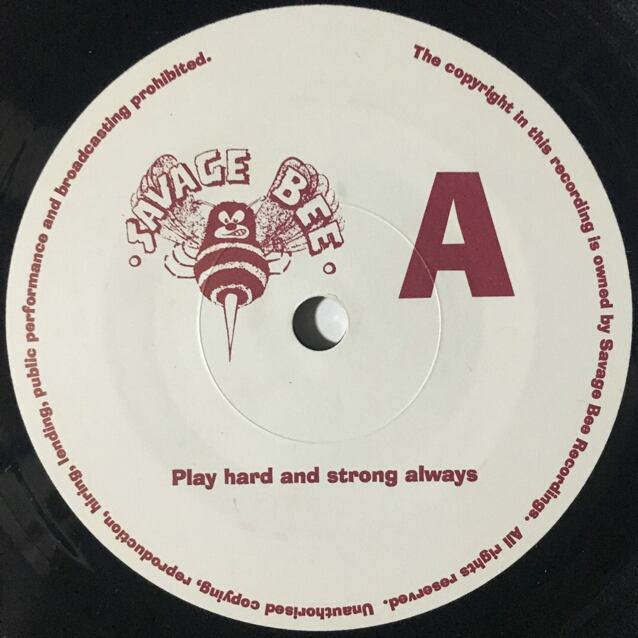 The copyright in this recording is owned by Savage Bee Recordings. All rights reserved. Unauthorised copying, reproduction, hiring, lending, public performance and broadcasting prohibited.
SAVAGE BEE
A
Play hard and strong always